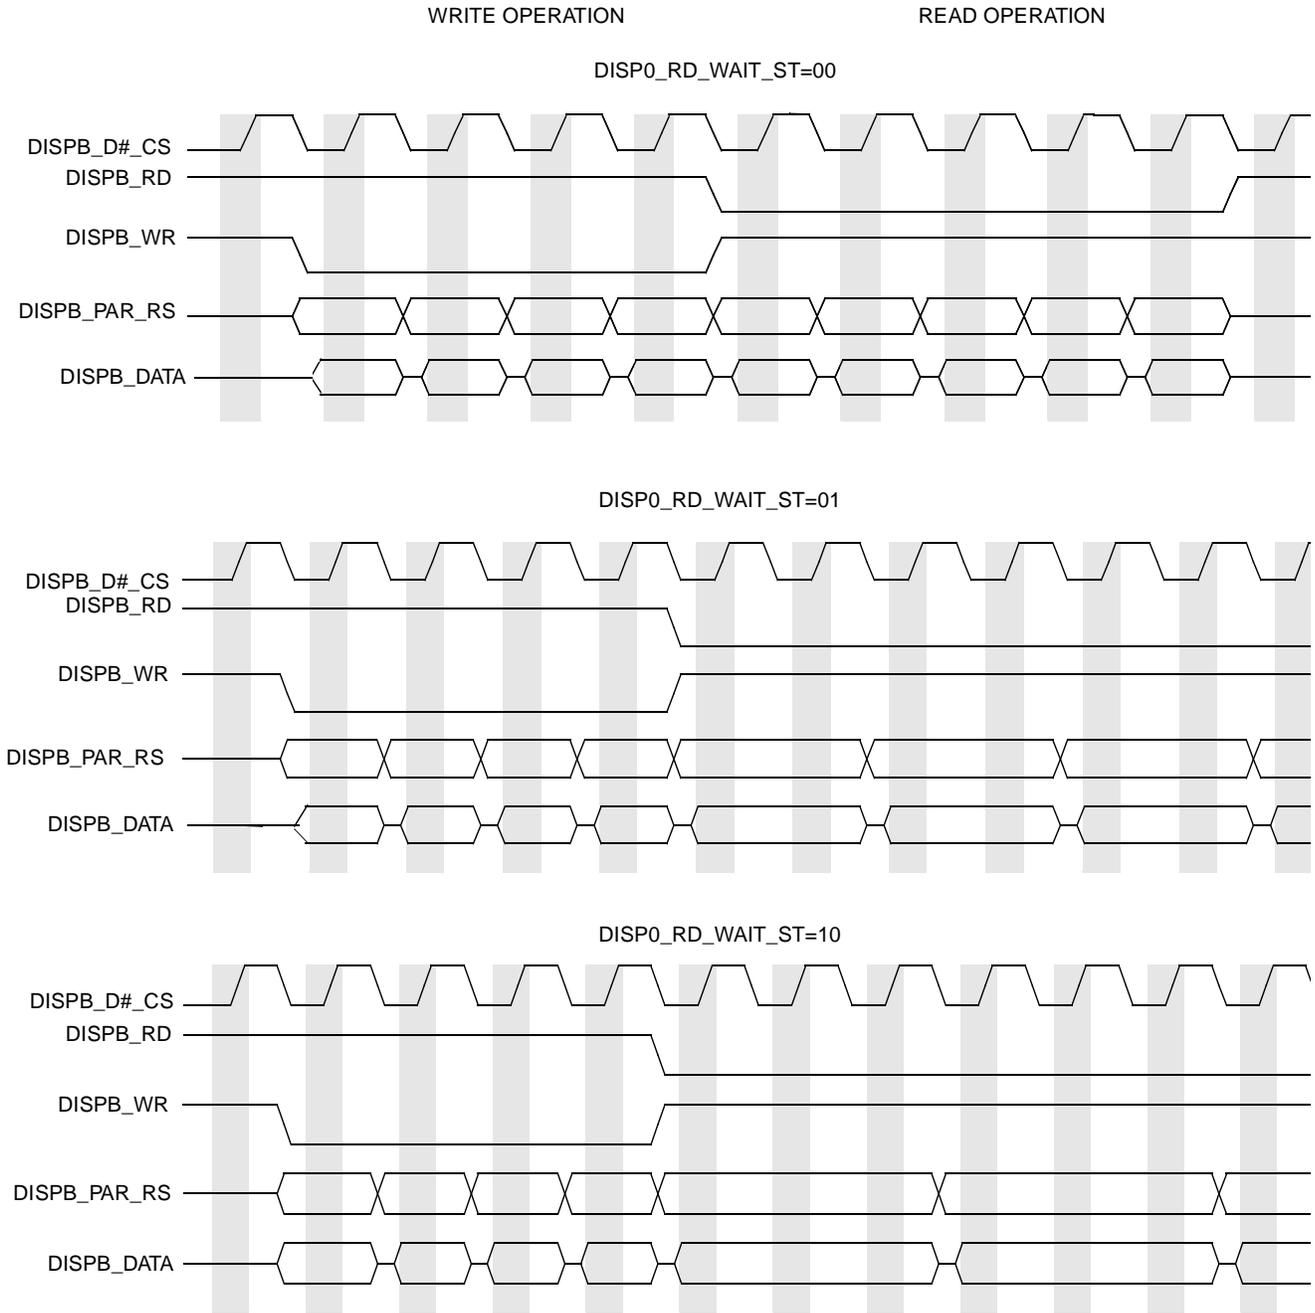 WRITE OPERATION READ OPERATION
DISP0_RD_WAIT_ST=00
DISPB_D#_CS
DISPB_RD
DISPB_WR
DISPB_PAR_RS
DISPB_DATA
DISP0_RD_WAIT_ST=01
DISPB_D#_CS
DISPB_RD
DISPB_WR
DISPB_PAR_RS
DISPB_DATA
DISP0_RD_WAIT_ST=10
DISPB_D#_CS
DISPB_RD
DISPB_WR
DISPB_PAR_RS
DISPB_DATA